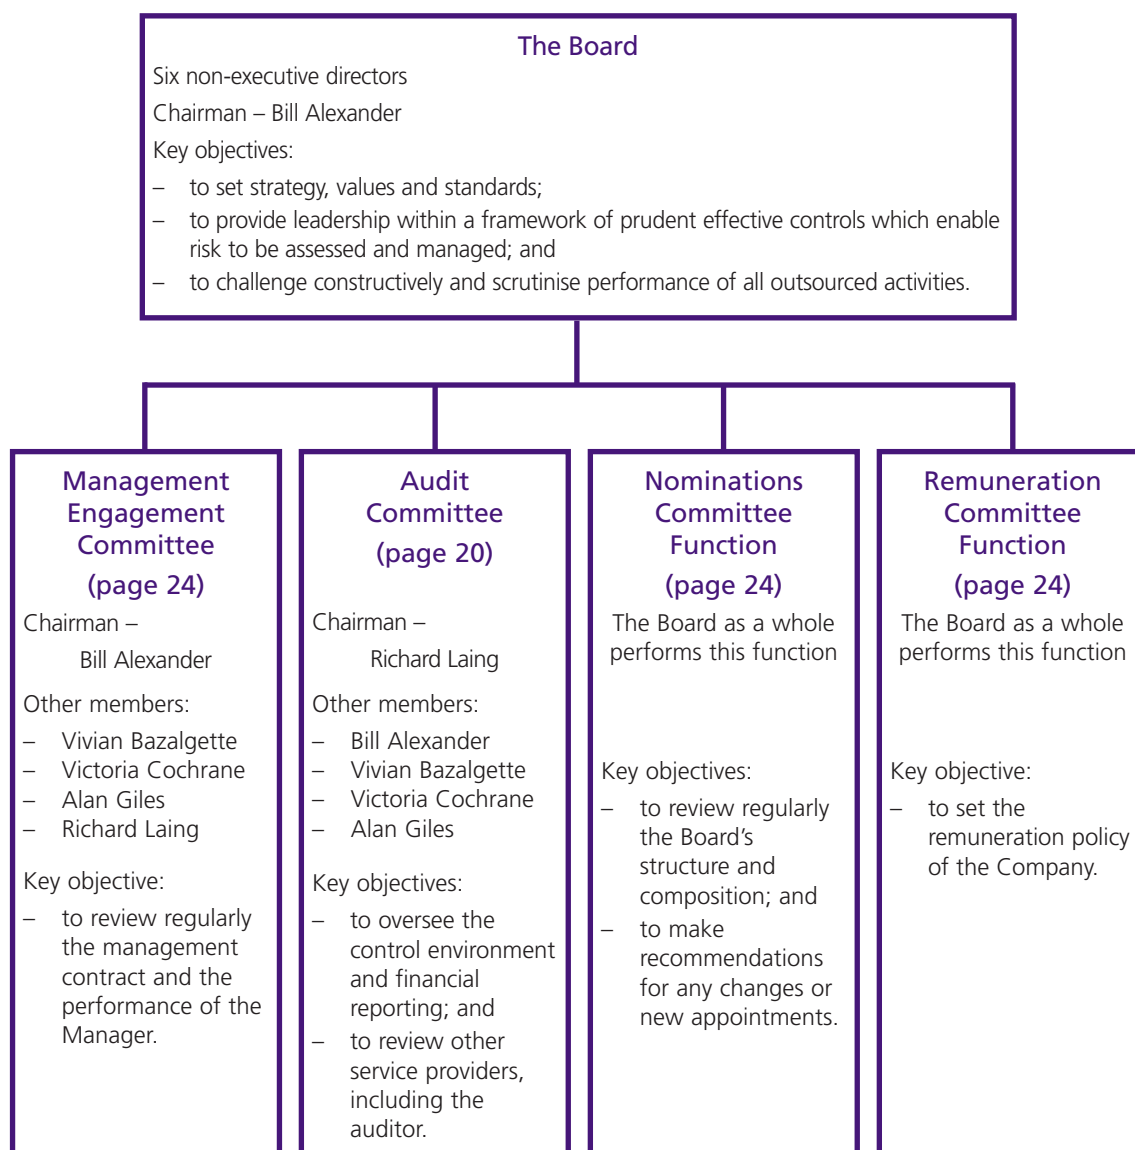 The Board
Six non-executive directors
Chairman – Bill Alexander
Key objectives:
– to set strategy, values and standards;
– to provide leadership within a framework of prudent effective controls which enable
risk to be assessed and managed; and
– to challenge constructively and scrutinise performance of all outsourced activities.
Management
Engagement
Committee
(page 24)
Chairman –
Bill Alexander
Other members:
– Vivian Bazalgette
– Victoria Cochrane
– Alan Giles
– Richard Laing
Key objective:
– to review regularly
the management
contract and the
performance of the
Manager.
Audit
Committee
(page 20)
Chairman –
Richard Laing
Other members:
– Bill Alexander
– Vivian Bazalgette
– Victoria Cochrane
– Alan Giles
Key objectives:
– to oversee the
control environment
and financial
reporting; and
– to review other
service providers,
including the
auditor.
Nominations
Committee
Function
(page 24)
The Board as a whole
performs this function
Key objectives:
– to review regularly
the Board's
structure and
composition; and
– to make
recommendations
for any changes or
new appointments.
Remuneration
Committee
Function
(page 24)
The Board as a whole
performs this function
Key objective:
– to set the
remuneration policy
of the Company.